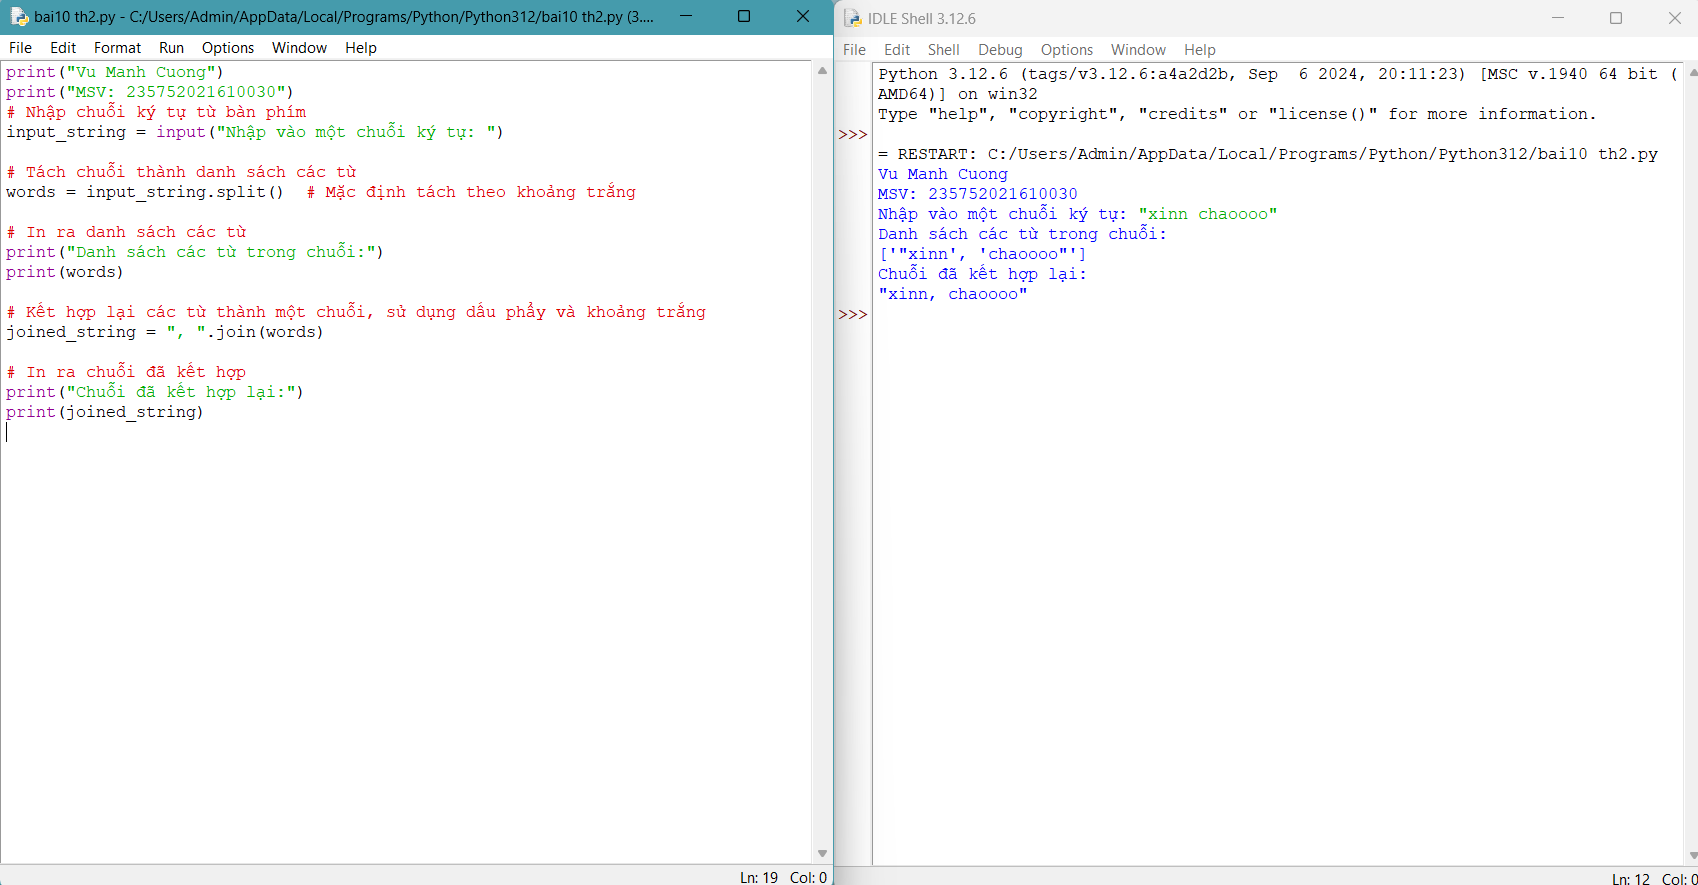 bai10 th2.py - C:/Users/Admin/AppData/Local/Programs/Python/Python312/bai10 th2.py (3....
File Edit Format Run Options Window Help
print("Vu Manh Cuong")
print("MSV: 235752021610030")
# Nhập chuỗi ký tự từ bàn phím
input_string = input("Nhập vào một chuỗi ký tự: ")
# Tách chuỗi thành danh sách các từ
words = input_string.split()  # Mặc định tách theo khoảng trắng
# In ra danh sách các từ
print("Danh sách các từ trong chuỗi:")
print(words)
# Kết hợp lại các từ thành một chuỗi, sử dụng dấu phẩy và khoảng trắng
joined_string = ", ".join(words)
# In ra chuỗi đã kết hợp
print("Chuỗi đã kết hợp lại:")
print(joined_string)
Ln: 19 Col: 0
IDLE Shell 3.12.6
File Edit Shell Debug Options Window Help
Python 3.12.6 (tags/v3.12.6:a4a2d2b, Sep  6 2024, 20:11:23) [MSC v.1940 64 bit (
AMD64)] on win32
Type "help", "copyright", "credits" or "license()" for more information.
>>>
= RESTART: C:/Users/Admin/AppData/Local/Programs/Python/Python312/bai10 th2.py
Vu Manh Cuong
MSV: 235752021610030
Nhập vào một chuỗi ký tự: "xinn chaoooo"
Danh sách các từ trong chuỗi:
['"xinn', 'chaoooo"']
Chuỗi đã kết hợp lại:
"xinn, chaoooo"
>>>
Ln: 12 Col: 0